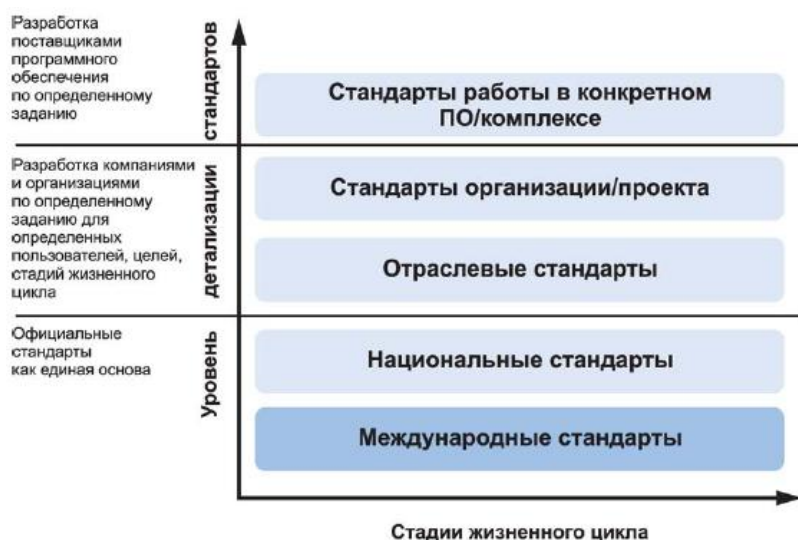 Разработка
поставщиками
программного
обеспечения
по определенному
заданию
Стандарты работы в конкретном
ПО/комплексе
Разработка компаниями
и организациями
по определенному
заданию для
определенных
пользователей, целей,
стадий жизненного
цикла
Стандарты организации/проекта
Отраслевые стандарты
Официальные
стандарты
как единая основа
Национальные стандарты
Международные стандарты
Уровень детализации стандартов
Стадии жизненного цикла